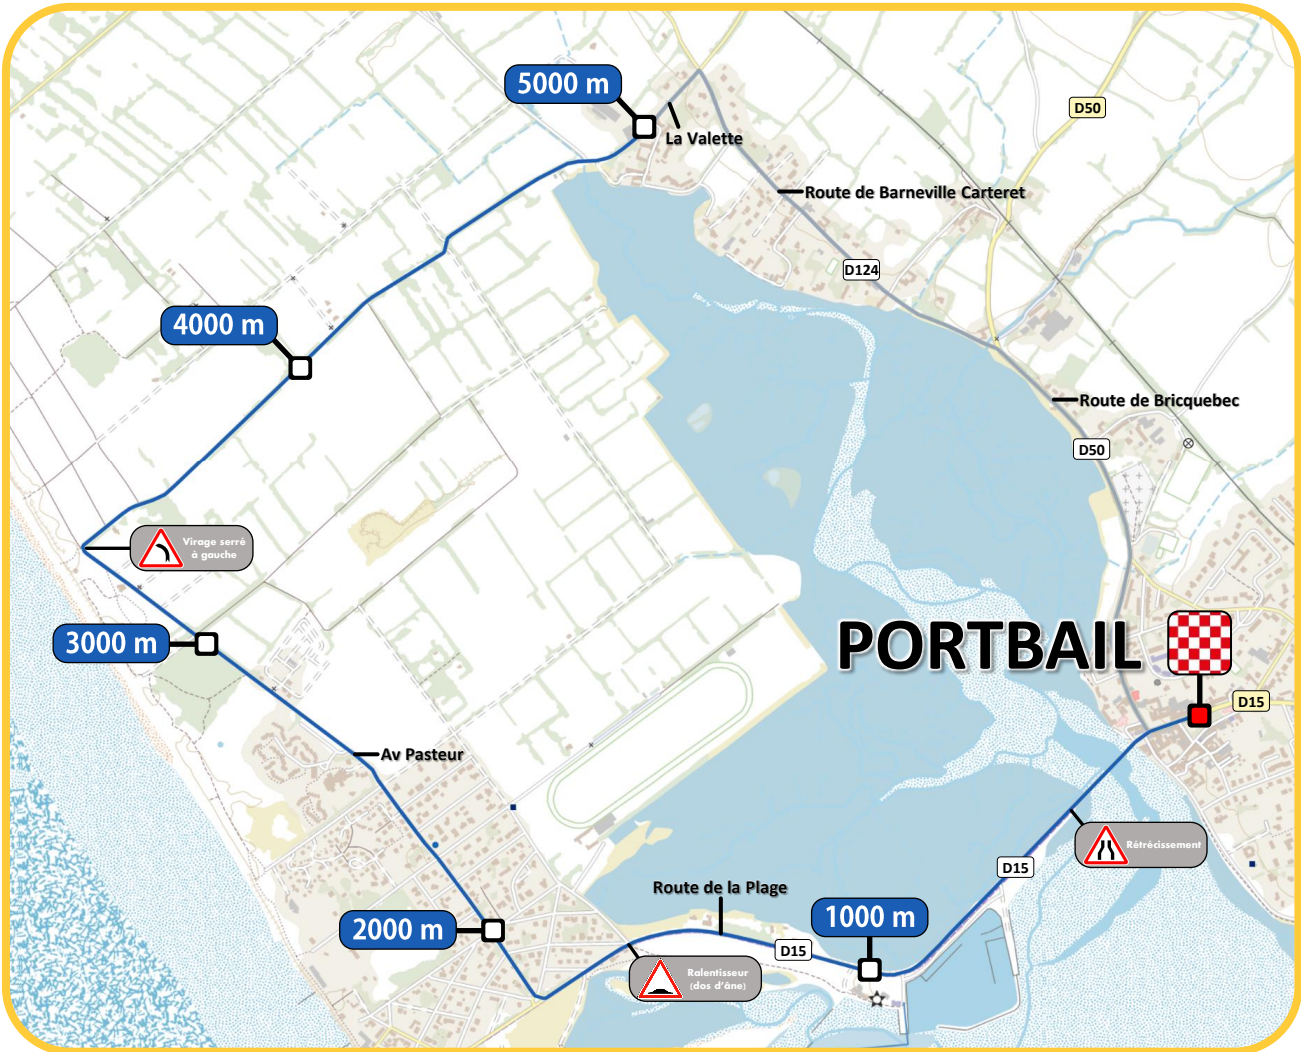 5000 m
D50
La Valette
Route de Barneville Carteret
D124
4000 m
Route de Bricquebec
D50
Virage serré
à gauche
3000 m
PORTBAIL
D15
Av Pasteur
Rétrécissement
D15
Route de la Plage
1000 m
2000 m
D15
Ralentisseur
(dos d'âne)